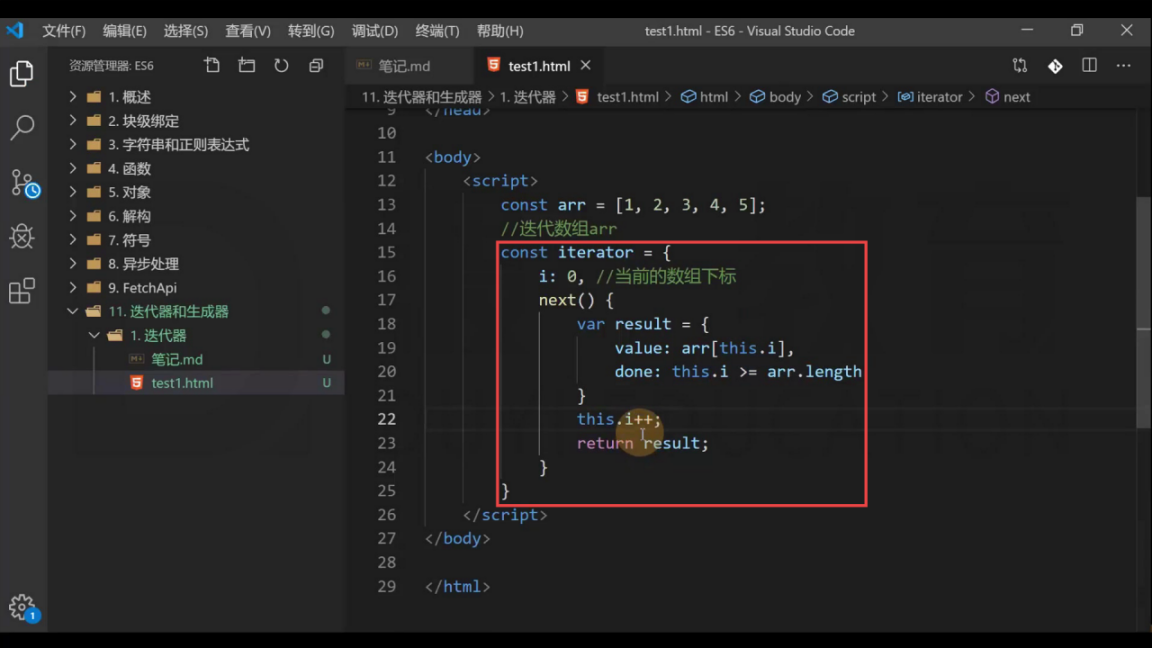 文件(F) 编辑(E) 选择(S) 查看(V) 转到(G) 调试(D) 终端(T) 帮助(H) test1.html - ES6 - Visual Studio Code
资源管理器: ES6
1. 概述
2. 块级绑定
3. 字符串和正则表达式
4. 函数
5. 对象
6. 解构
7. 符号
8. 异步处理
9. FetchApi
11. 迭代器和生成器
1. 迭代器
笔记.md U
test1.html U
1
笔记.md test1.html
11. 迭代器和生成器 > 1. 迭代器 > test1.html > html > body > script > iterator > next
9 </head>
10
11 <body>
12 <script>
13 const arr = [1, 2, 3, 4, 5];
14 //迭代数组arr
15 const iterator = {
16 i: 0, //当前的数组下标
17 next() {
18 var result = {
19 value: arr[this.i],
20 done: this.i >= arr.length
21 }
22 this.i++;
23 return result;
24 }
25 }
26 </script>
27 </body>
28
29 </html>